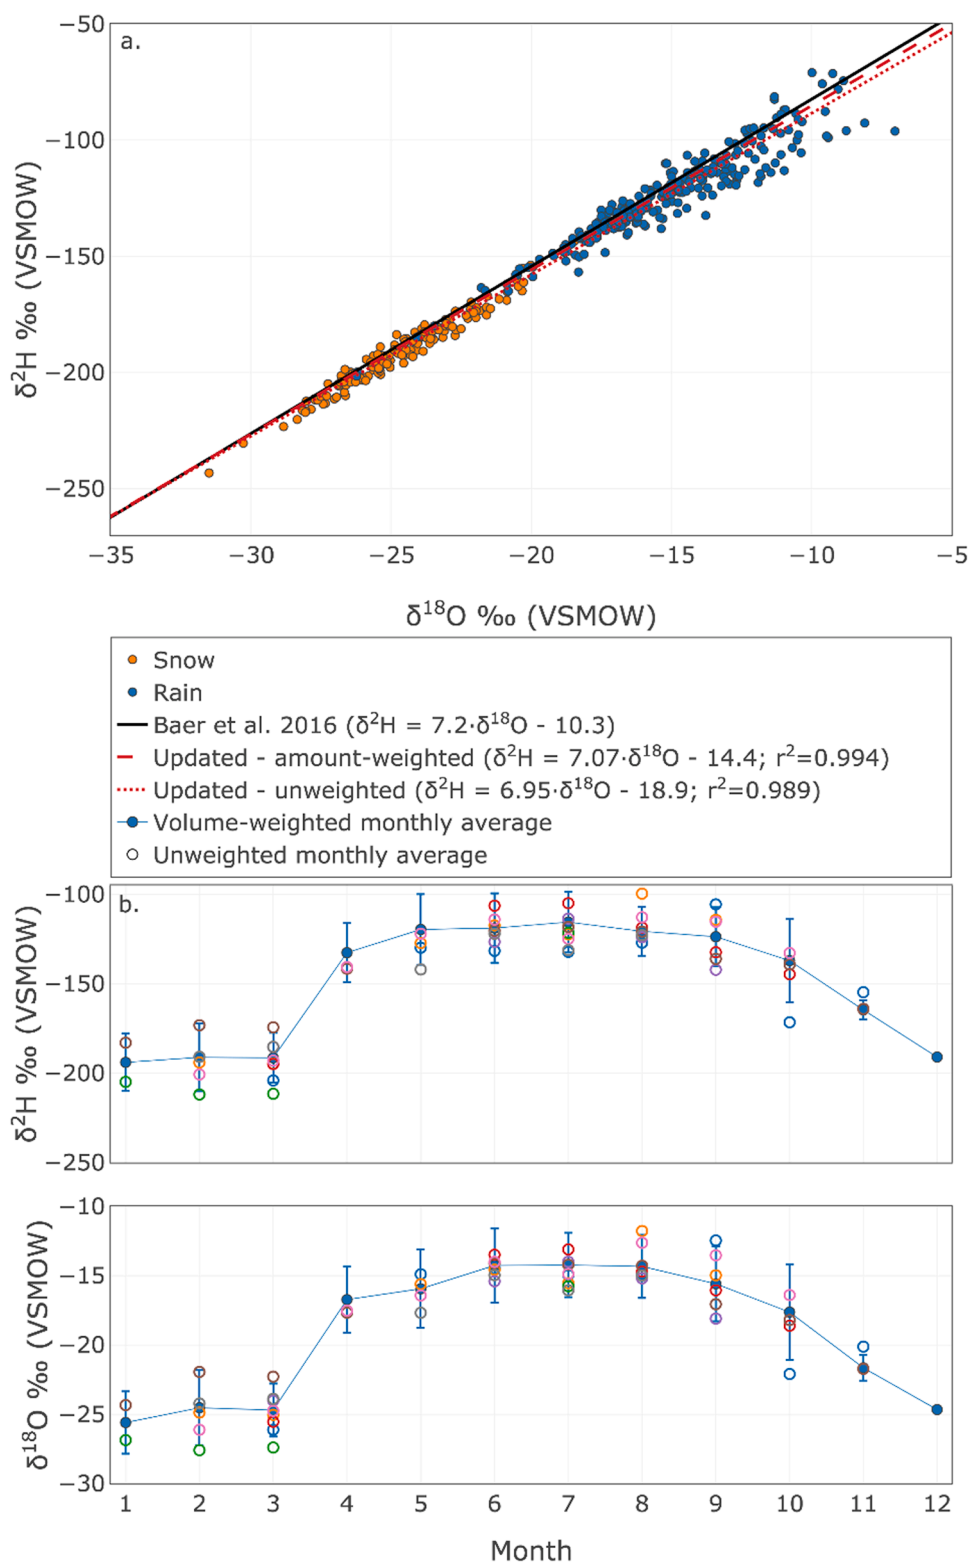 a.
−50
−100
−150
−200
−250
δ²H ‰ (VSMOW)
−35 −30 −25 −20 −15 −10 −5
δ¹⁸O ‰ (VSMOW)
Snow
Rain
Baer et al. 2016 (δ²H = 7.2·δ¹⁸O - 10.3)
Updated - amount-weighted (δ²H = 7.07·δ¹⁸O - 14.4; r²=0.994)
Updated - unweighted (δ²H = 6.95·δ¹⁸O - 18.9; r²=0.989)
Volume-weighted monthly average
Unweighted monthly average
b.
−100
−150
−200
−250
δ²H ‰ (VSMOW)
−10
−15
−20
−25
−30
δ¹⁸O ‰ (VSMOW)
1 2 3 4 5 6 7 8 9 10 11 12
Month